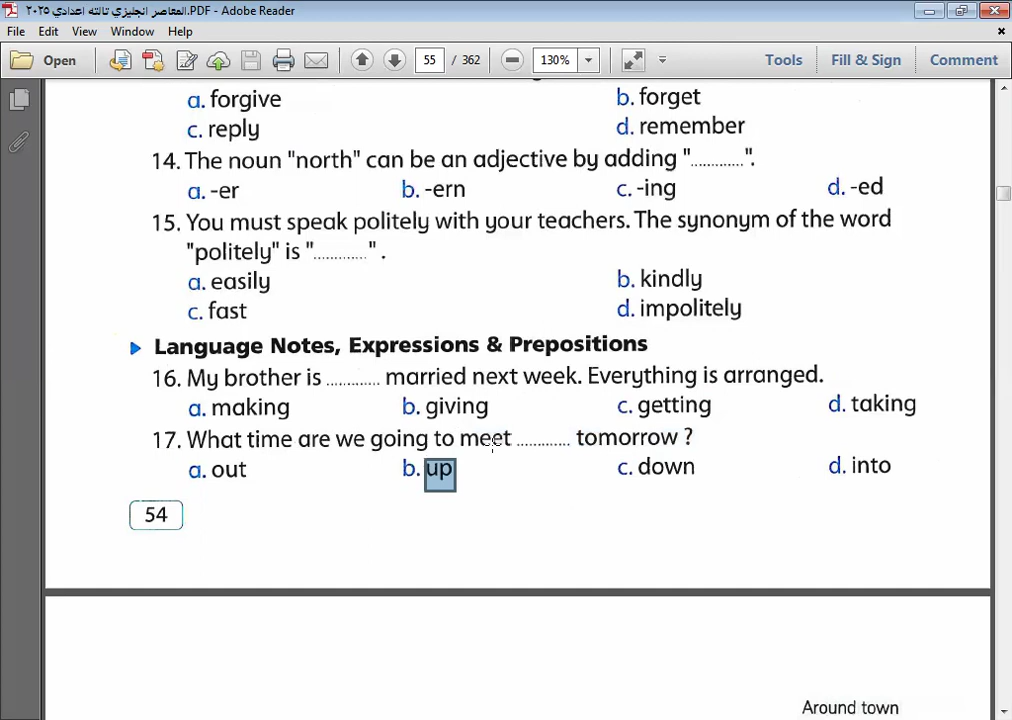 المعاصر انجليزي تالته اعدادي ٢٠٢٥.PDF - Adobe Reader
File Edit View Window Help
Open 55 / 362 130% Tools Fill & Sign Comment
a. forgive b. forget
c. reply d. remember
14. The noun "north" can be an adjective by adding ".............".
a. -er b. -ern c. -ing d. -ed
15. You must speak politely with your teachers. The synonym of the word
"politely" is "............." .
a. easily b. kindly
c. fast d. impolitely
Language Notes, Expressions & Prepositions
16. My brother is ............. married next week. Everything is arranged.
a. making b. giving c. getting d. taking
17. What time are we going to meet ............. tomorrow ?
a. out b. up c. down d. into
54
Around town